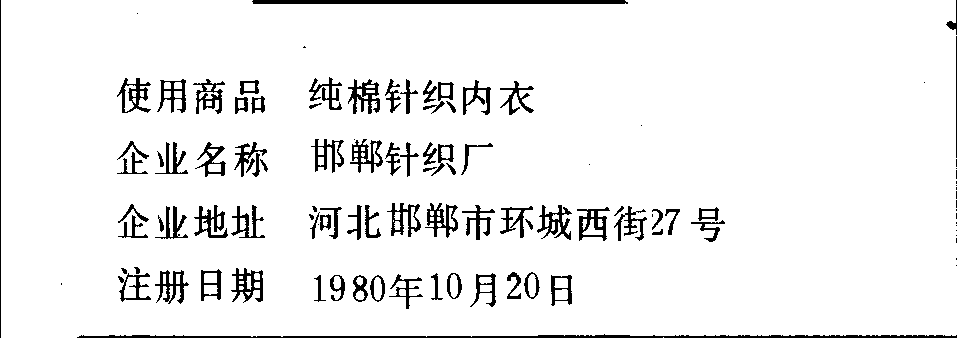 使用商品 纯棉针织内衣
企业名称 邯郸针织厂
企业地址 河北邯郸市环城西街27号
注册日期 1980年10月20日